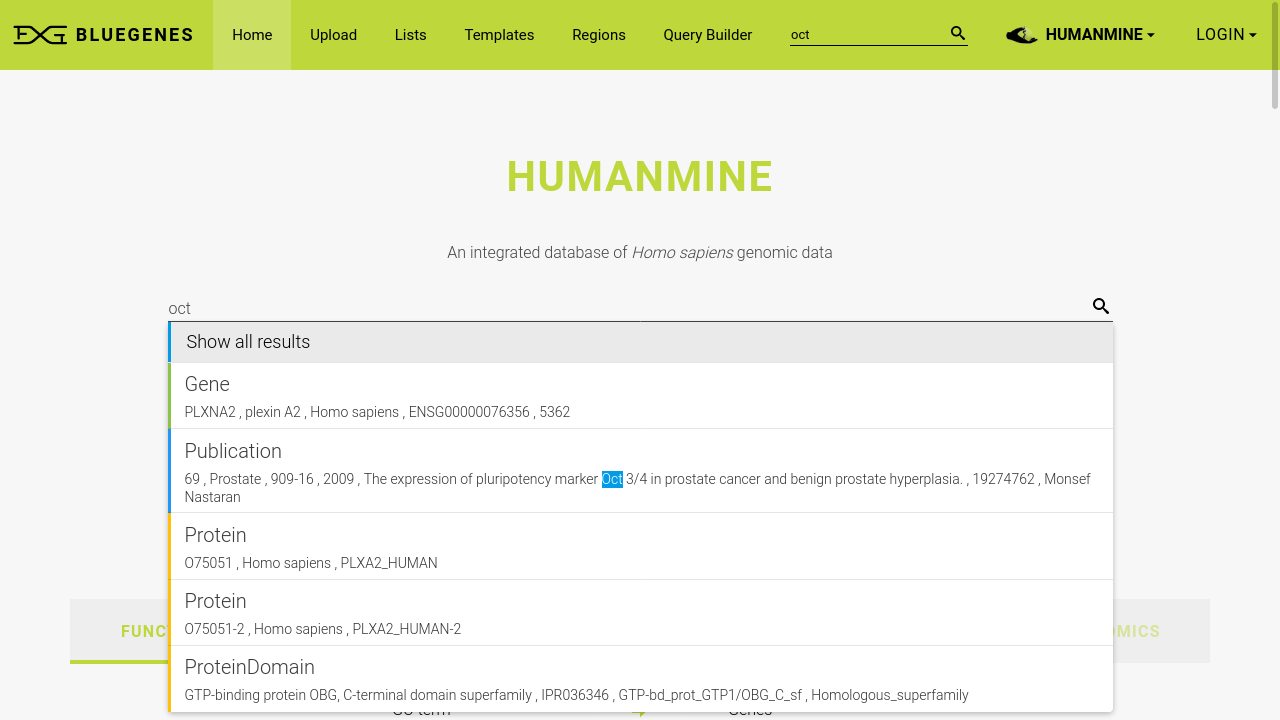 BLUEGENES Home Upload Lists Templates Regions Query Builder oct HUMANMINE LOGIN
HUMANMINE
An integrated database of Homo sapiens genomic data
oct
Show all results
Gene
PLXNA2 , plexin A2 , Homo sapiens , ENSG00000076356 , 5362
Publication
69 , Prostate , 909-16 , 2009 , The expression of pluripotency marker Oct 3/4 in prostate cancer and benign prostate hyperplasia. , 19274762 , Monsef
Nastaran
Protein
O75051 , Homo sapiens , PLXA2_HUMAN
Protein
O75051-2 , Homo sapiens , PLXA2_HUMAN-2
ProteinDomain
GTP-binding protein OBG, C-terminal domain superfamily , IPR036346 , GTP-bd_prot_GTP1/OBG_C_sf , Homologous_superfamily